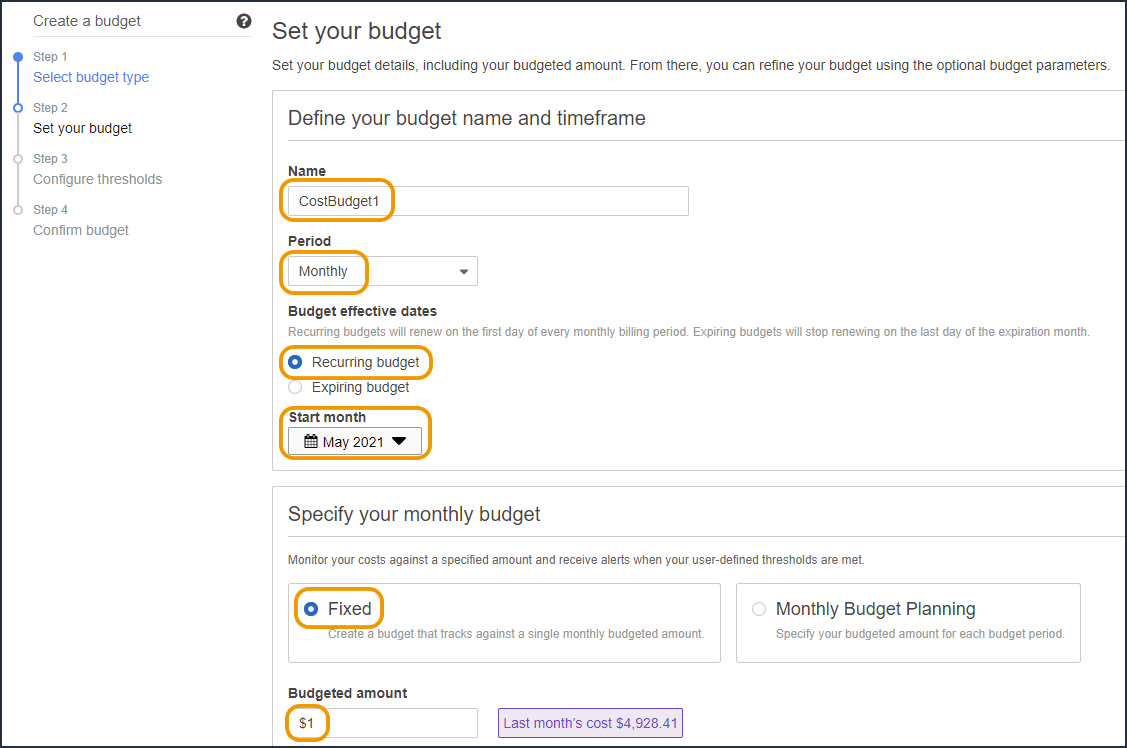 Create a budget
Step 1
Select budget type
Step 2
Set your budget
Step 3
Configure thresholds
Step 4
Confirm budget
Set your budget
Set your budget details, including your budgeted amount. From there, you can refine your budget using the optional budget parameters.
Define your budget name and timeframe
Name
CostBudget1
Period
Monthly
Budget effective dates
Recurring budgets will renew on the first day of every monthly billing period. Expiring budgets will stop renewing on the last day of the expiration month.
Recurring budget
Expiring budget
Start month
May 2021
Specify your monthly budget
Monitor your costs against a specified amount and receive alerts when your user-defined thresholds are met.
Fixed
Create a budget that tracks against a single monthly budgeted amount.
Monthly Budget Planning
Specify your budgeted amount for each budget period.
Budgeted amount
$1
Last month's cost $4,928.41